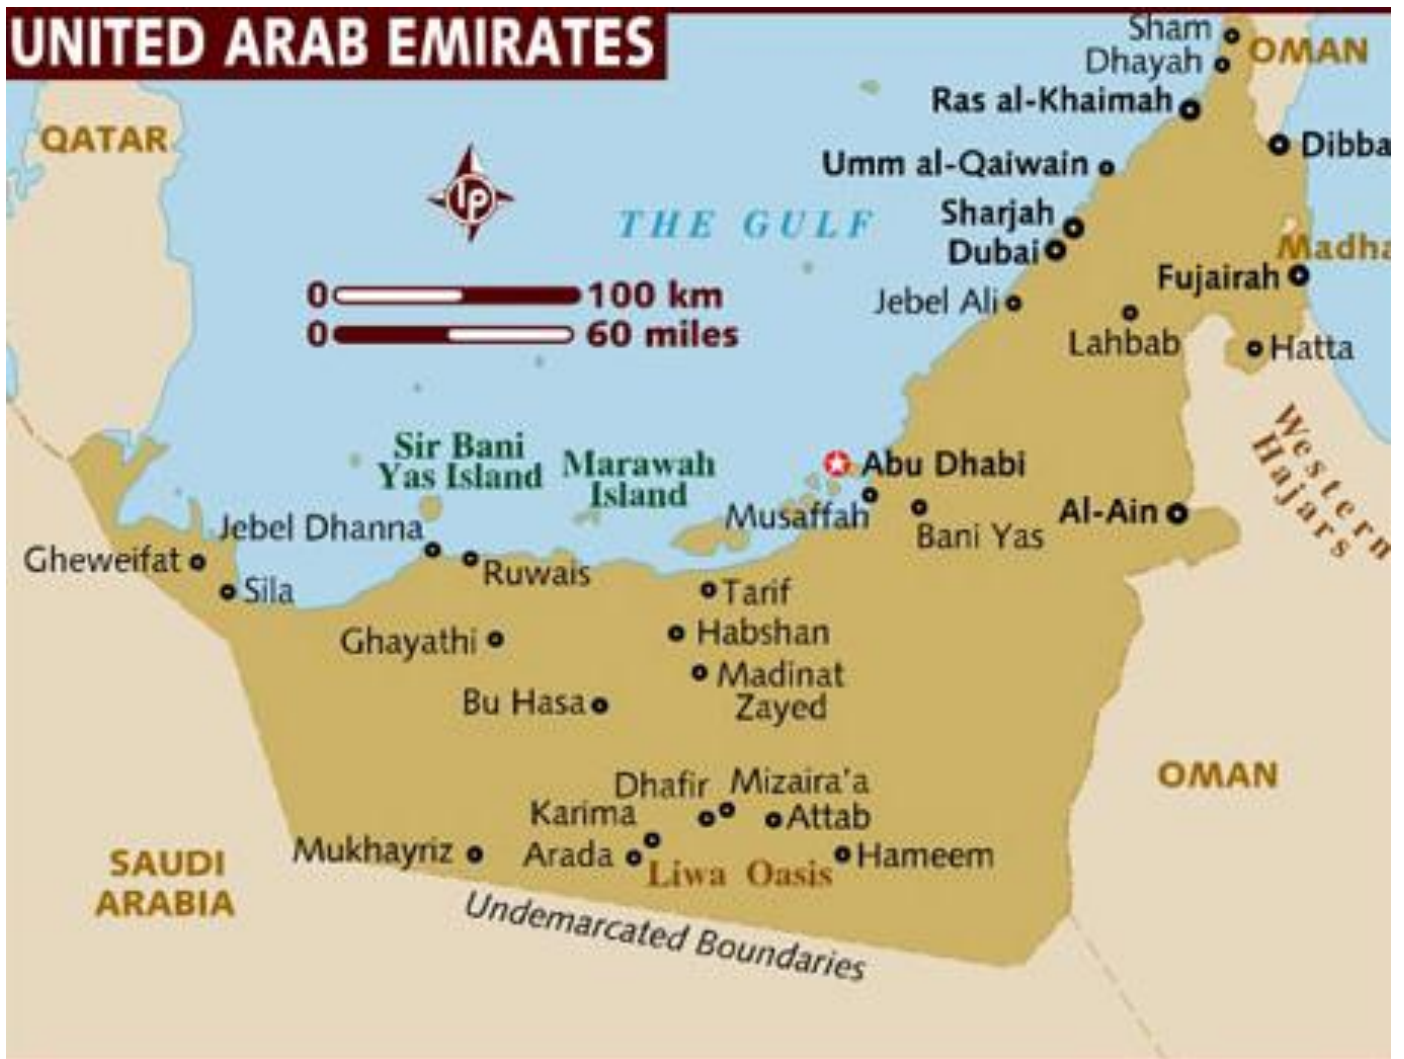 UNITED ARAB EMIRATES
Sham
OMAN
Dhayah
Ras al-Khaimah
QATAR
Dibba
Umm al-Qaiwain
lp
THE GULF
Sharjah
Dubai
Madha
Fujairah
0 100 km
Jebel Ali
0 60 miles
Lahbab
Hatta
Western
Hajars
Sir Bani
Yas Island
Marawah
Island
Abu Dhabi
Musaffah
Bani Yas
Al-Ain
Jebel Dhanna
Gheweifat
Ruwais
Sila
Tarif
Ghayathi
Habshan
Madinat
Zayed
Bu Hasa
OMAN
Dhafir
Mizaira'a
Karima
Attab
Mukhayriz
Arada
Hameem
Liwa Oasis
SAUDI
ARABIA
Undemarcated Boundaries